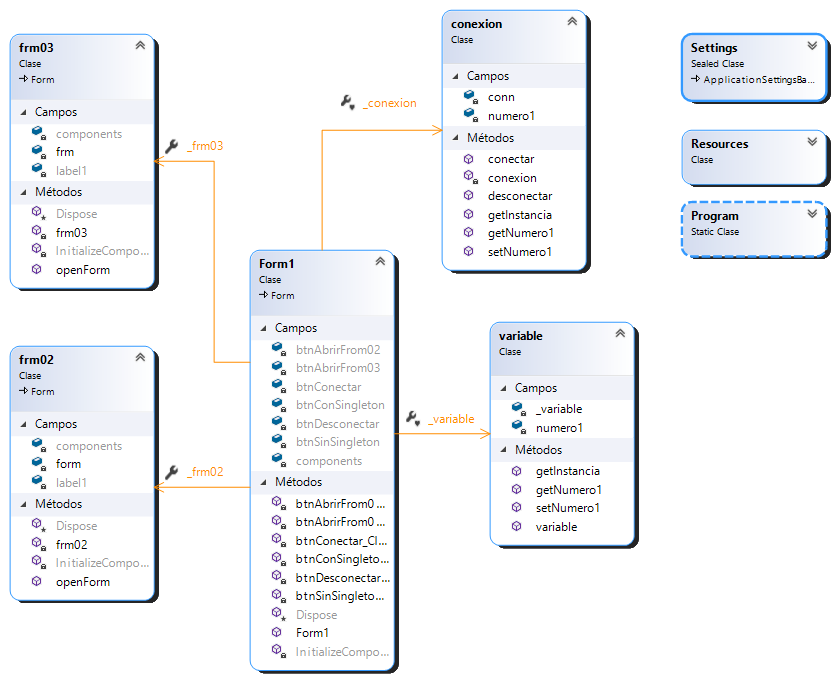 frm03
Clase
Form
Campos
components
frm
label1
Métodos
Dispose
frm03
InitializeCompo...
openForm
_frm03
frm02
Clase
Form
Campos
components
form
label1
Métodos
Dispose
frm02
InitializeCompo...
openForm
_frm02
Form1
Clase
Form
Campos
btnAbrirFrom02
btnAbrirFrom03
btnConectar
btnConSingleton
btnDesconectar
btnSinSingleton
components
Métodos
btnAbrirFrom0...
btnAbrirFrom0...
btnConectar_Cl...
btnConSingleto...
btnDesconectar...
btnSinSingleto...
Dispose
Form1
InitializeCompo...
_conexion
conexion
Clase
Campos
conn
numero1
Métodos
conectar
conexion
desconectar
getInstancia
getNumero1
setNumero1
_variable
variable
Clase
Campos
_variable
numero1
Métodos
getInstancia
getNumero1
setNumero1
variable
Settings
Sealed Clase
ApplicationSettingsBa...
Resources
Clase
Program
Static Clase